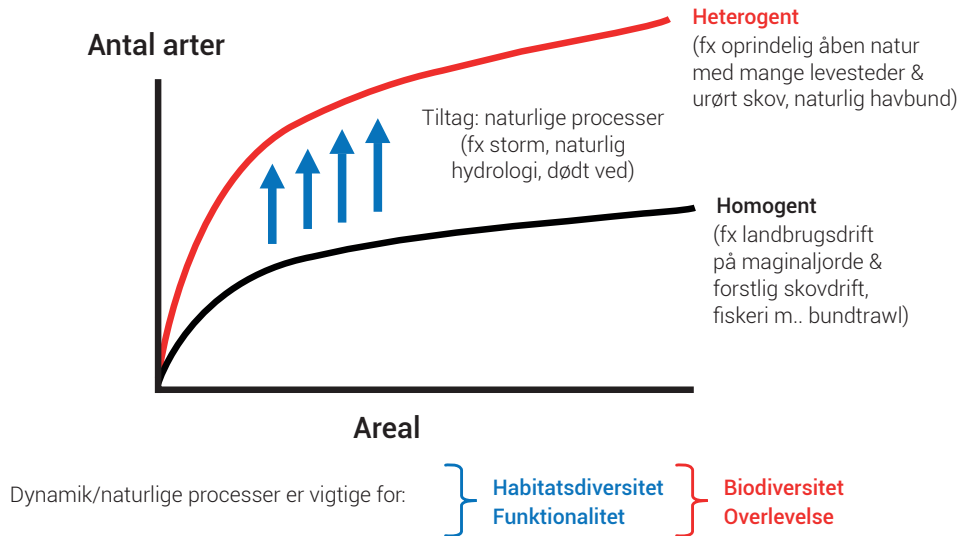 Antal arter
Heterogent
(fx oprindelig åben natur
med mange levesteder &
urørt skov, naturlig havbund)
Tiltag: naturlige processer
(fx storm, naturlig
hydrologi, dødt ved)
Homogent
(fx landbrugsdrift
på maginaljorde &
forstlig skovdrift,
fiskeri m.. bundtrawl)
Areal
Dynamik/naturlige processer er vigtige for:
Habitatsdiversitet
Funktionalitet
Biodiversitet
Overlevelse